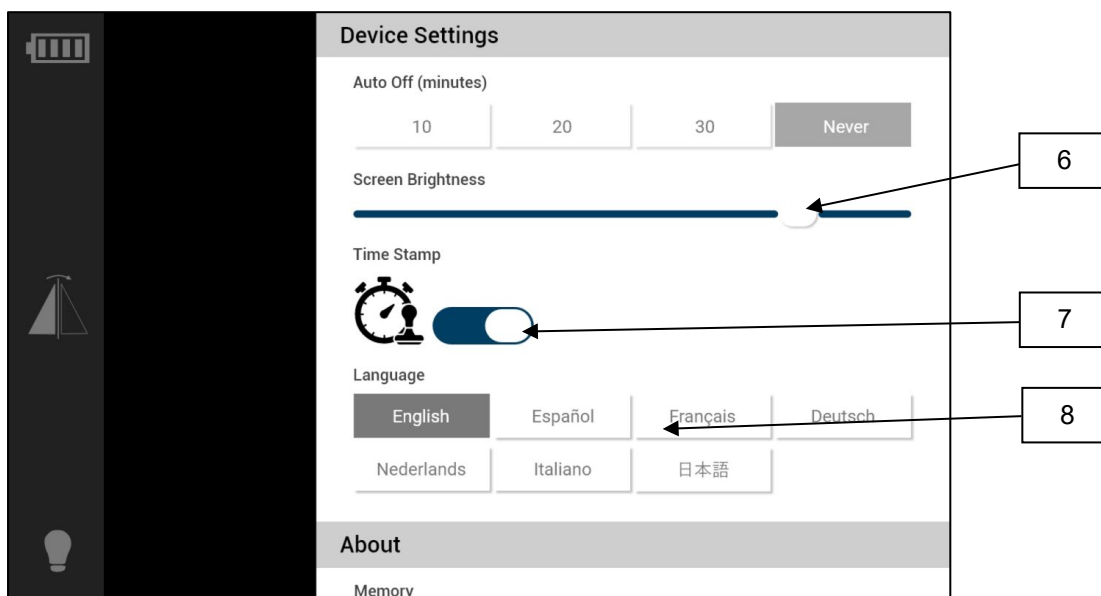 Device Settings
Auto Off (minutes)
10 20 30 Never
Screen Brightness
6
Time Stamp
7
Language
English Español Français Deutsch
8
Nederlands Italiano 日本語
About
Memory